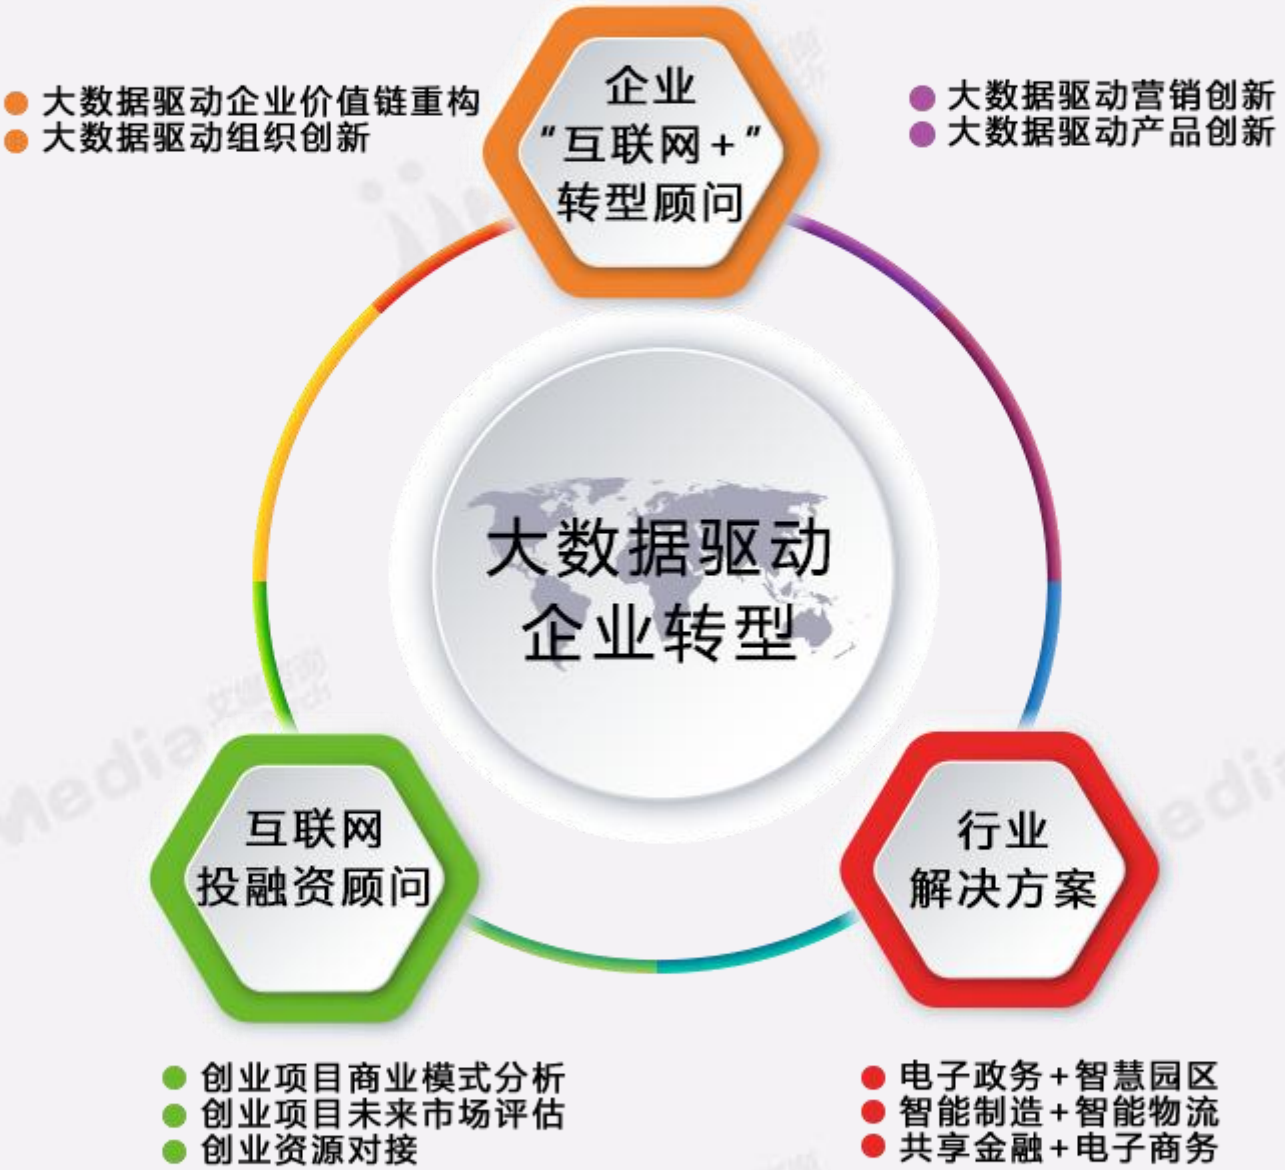 企业
“互联网+”
转型顾问
大数据驱动企业价值链重构
大数据驱动组织创新
大数据驱动营销创新
大数据驱动产品创新
大数据驱动
企业转型
互联网
投融资顾问
行业
解决方案
创业项目商业模式分析
创业项目未来市场评估
创业资源对接
电子政务+智慧园区
智能制造+智能物流
共享金融+电子商务